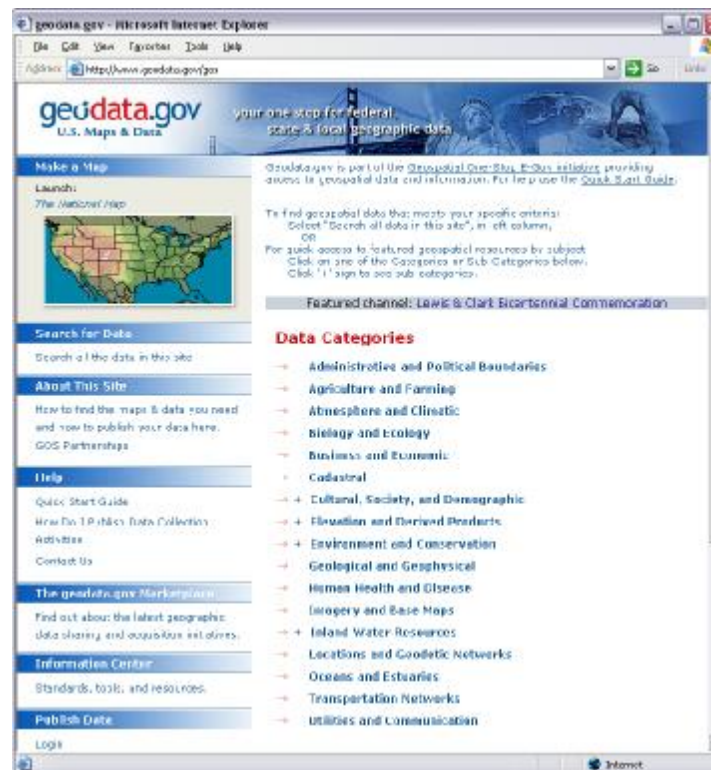 geodata.gov - Microsoft Internet Explorer
File Edit View Favorites Tools Help
Address http://www.geodata.gov/gos Go Links
geodata.gov
U.S. Maps & Data
your one stop for federal,
state & local geographic data
Make a Map
Launch:
The National Map
Search for Data
Search all the data in this site
About This Site
How to find the maps & data you need
and how to publish your data here.
GOS Partnerships
Help
Quick Start Guide
How Do I Publish Data Collection
Activities
Contact Us
The geodata.gov Marketplace
Find out about the latest geographic
data sharing and acquisition initiatives.
Information Center
Standards, tools, and resources.
Publish Data
Login
Geodata.gov is part of the Geospatial One-Stop E-Gov initiative providing
access to geospatial data and information. For help use the Quick Start Guide.
To find geospatial data that meets your specific criteria:
Select "Search all data in this site", in left column,
OR
For quick access to featured geospatial resources by subject
Click on one of the Categories or Sub Categories below.
Click '+' sign to see sub categories.
Featured channel: Lewis & Clark Bicentennial Commemoration
Data Categories
Administrative and Political Boundaries
Agriculture and Farming
Atmosphere and Climatic
Biology and Ecology
Business and Economic
Cadastral
+ Cultural, Society, and Demographic
+ Elevation and Derived Products
+ Environment and Conservation
Geological and Geophysical
Human Health and Disease
Imagery and Base Maps
+ Inland Water Resources
Locations and Geodetic Networks
Oceans and Estuaries
Transportation Networks
Utilities and Communication
Internet